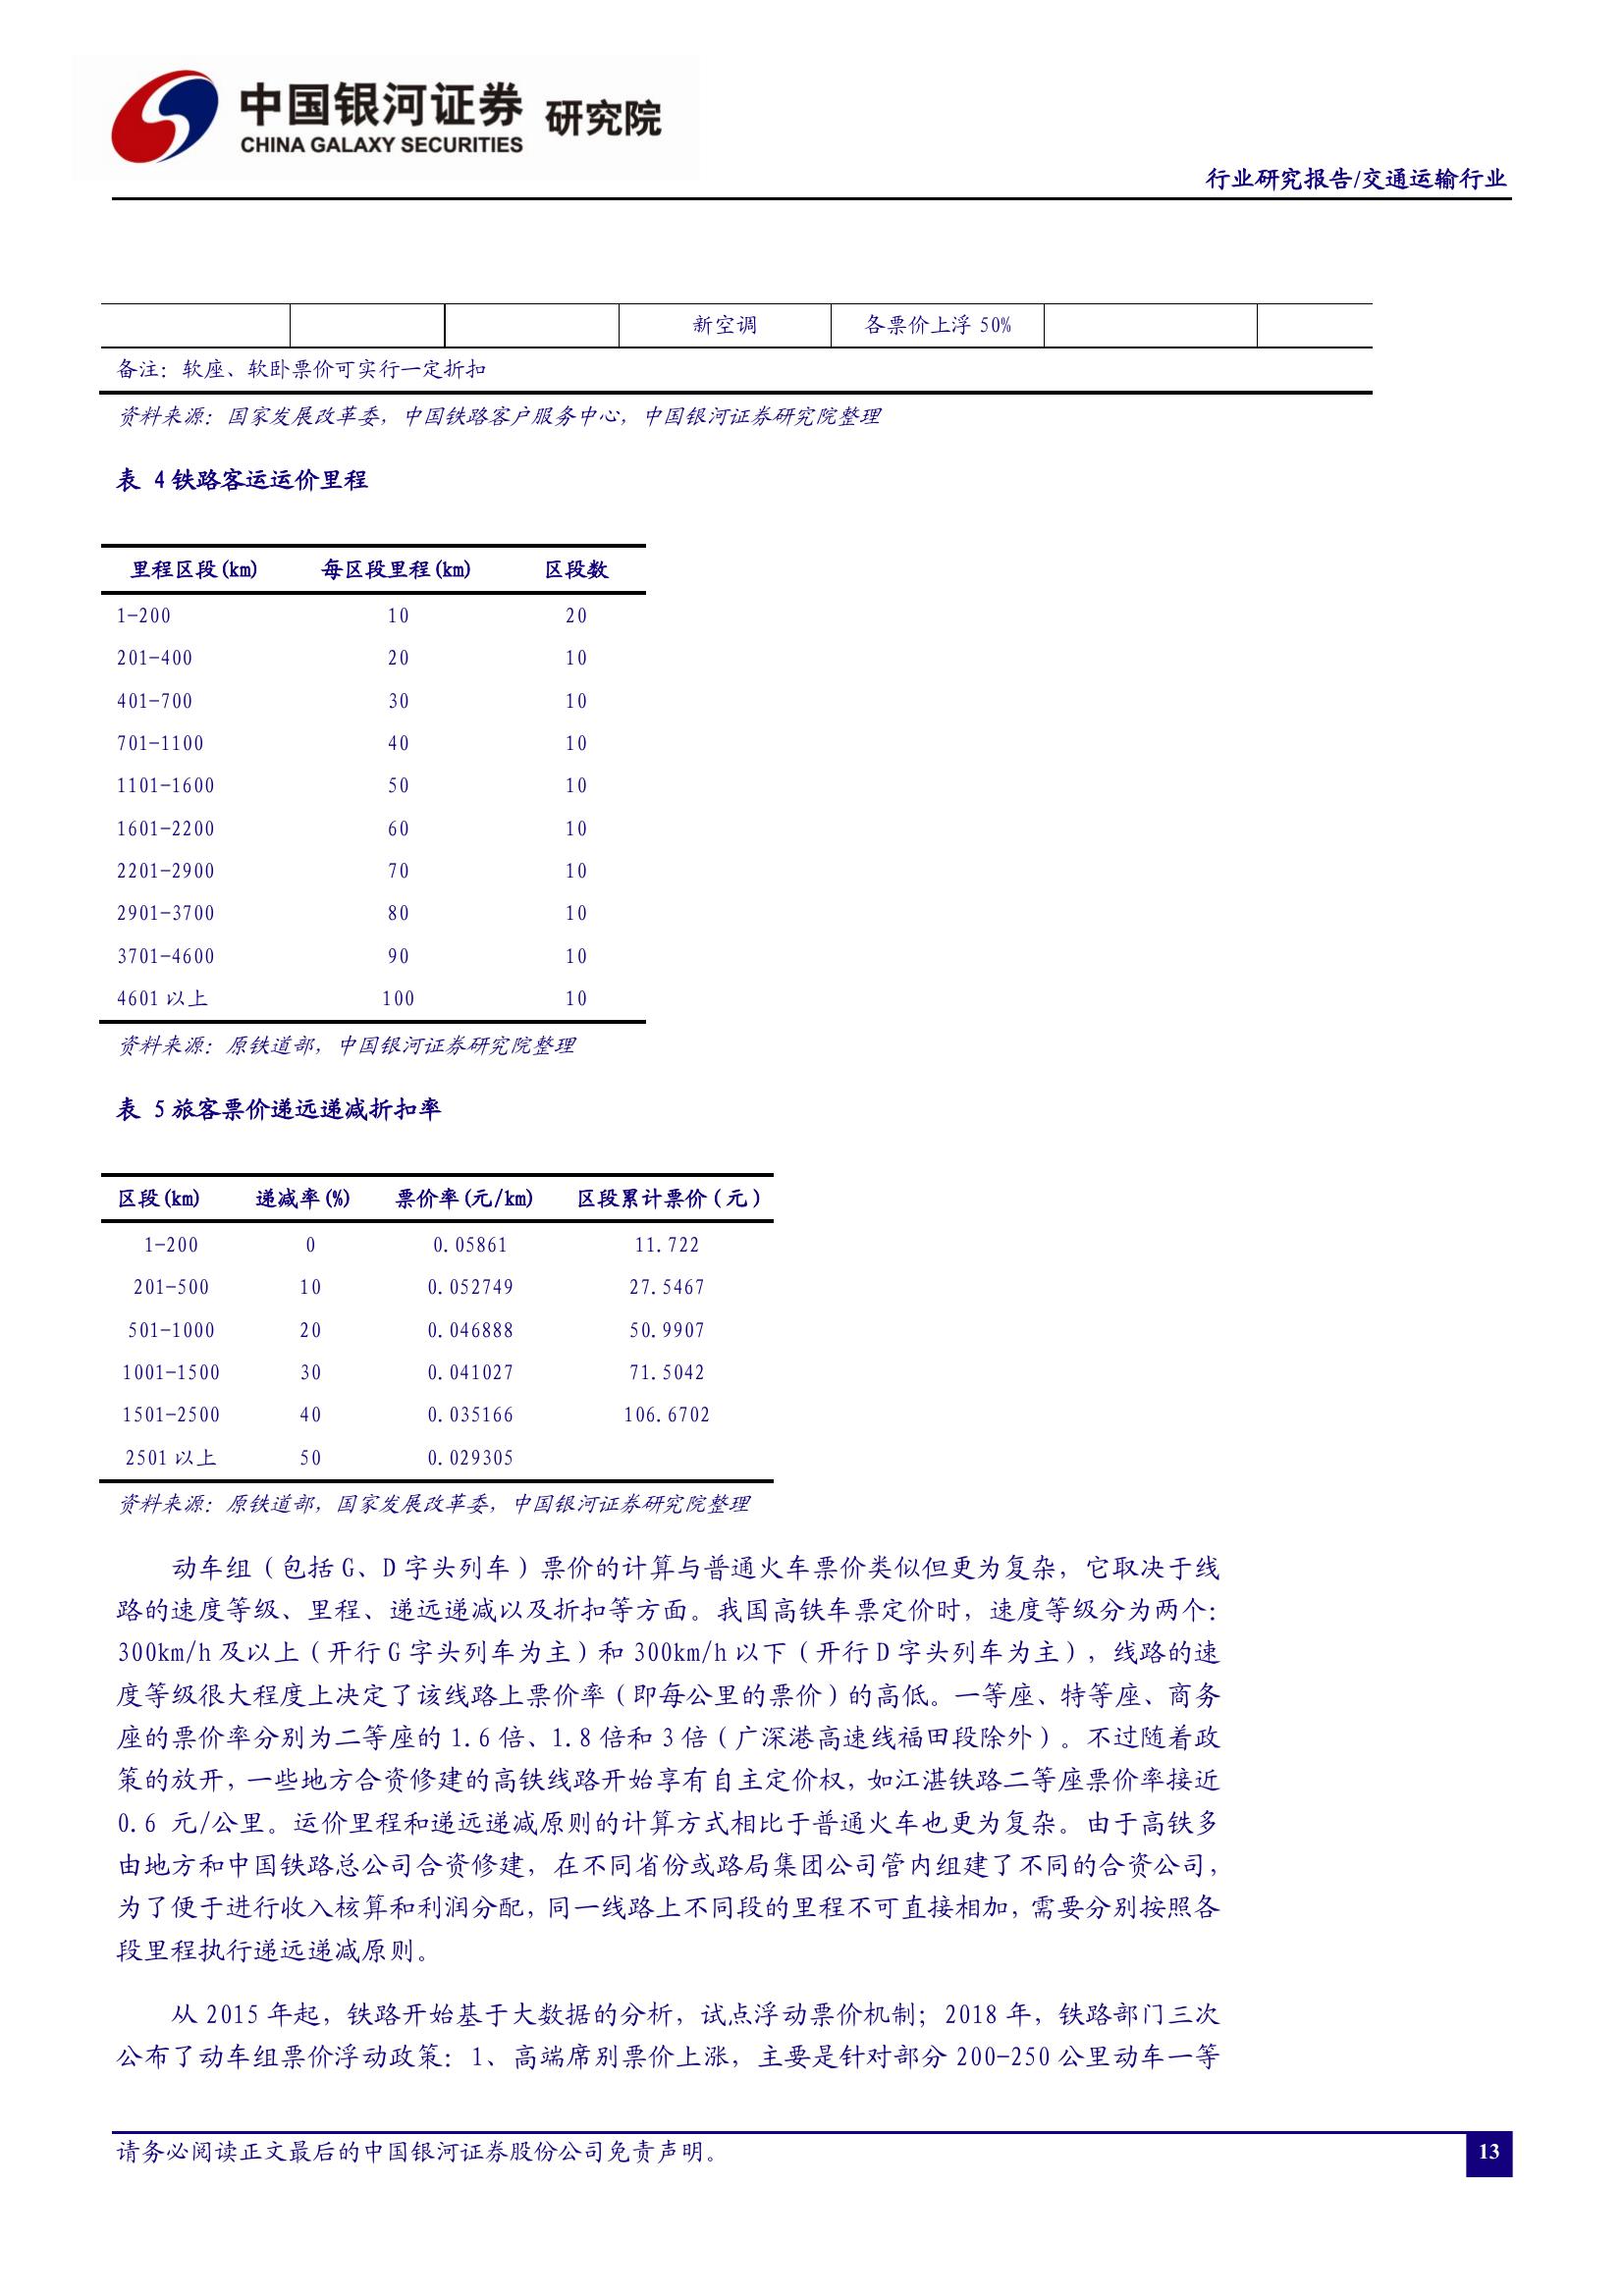 中国银河证券 研究院
CHINA GALAXY SECURITIES
行业研究报告/交通运输行业
新空调 各票价上浮 50%
备注：软座、软卧票价可实行一定折扣
资料来源：国家发展改革委，中国铁路客户服务中心，中国银河证券研究院整理
表 4 铁路客运运价里程
里程区段(km) 每区段里程(km) 区段数
1-200 10 20
201-400 20 10
401-700 30 10
701-1100 40 10
1101-1600 50 10
1601-2200 60 10
2201-2900 70 10
2901-3700 80 10
3701-4600 90 10
4601 以上 100 10
资料来源：原铁道部，中国银河证券研究院整理
表 5 旅客票价递远递减折扣率
区段(km) 递减率(%) 票价率(元/km) 区段累计票价（元）
1-200 0 0.05861 11.722
201-500 10 0.052749 27.5467
501-1000 20 0.046888 50.9907
1001-1500 30 0.041027 71.5042
1501-2500 40 0.035166 106.6702
2501 以上 50 0.029305
资料来源：原铁道部，国家发展改革委，中国银河证券研究院整理
动车组（包括 G、D 字头列车）票价的计算与普通火车票价类似但更为复杂，它取决于线
路的速度等级、里程、递远递减以及折扣等方面。我国高铁车票定价时，速度等级分为两个：
300km/h 及以上（开行 G 字头列车为主）和 300km/h 以下（开行 D 字头列车为主），线路的速
度等级很大程度上决定了该线路上票价率（即每公里的票价）的高低。一等座、特等座、商务
座的票价率分别为二等座的 1.6 倍、1.8 倍和 3 倍（广深港高速线福田段除外）。不过随着政
策的放开，一些地方合资修建的高铁线路开始享有自主定价权，如江湛铁路二等座票价率接近
0.6 元/公里。运价里程和递远递减原则的计算方式相比于普通火车也更为复杂。由于高铁多
由地方和中国铁路总公司合资修建，在不同省份或路局集团公司管内组建了不同的合资公司，
为了便于进行收入核算和利润分配，同一线路上不同段的里程不可直接相加，需要分别按照各
段里程执行递远递减原则。
从 2015 年起，铁路开始基于大数据的分析，试点浮动票价机制；2018 年，铁路部门三次
公布了动车组票价浮动政策：1、高端席别票价上涨，主要是针对部分 200-250 公里动车一等
请务必阅读正文最后的中国银河证券股份公司免责声明。
13